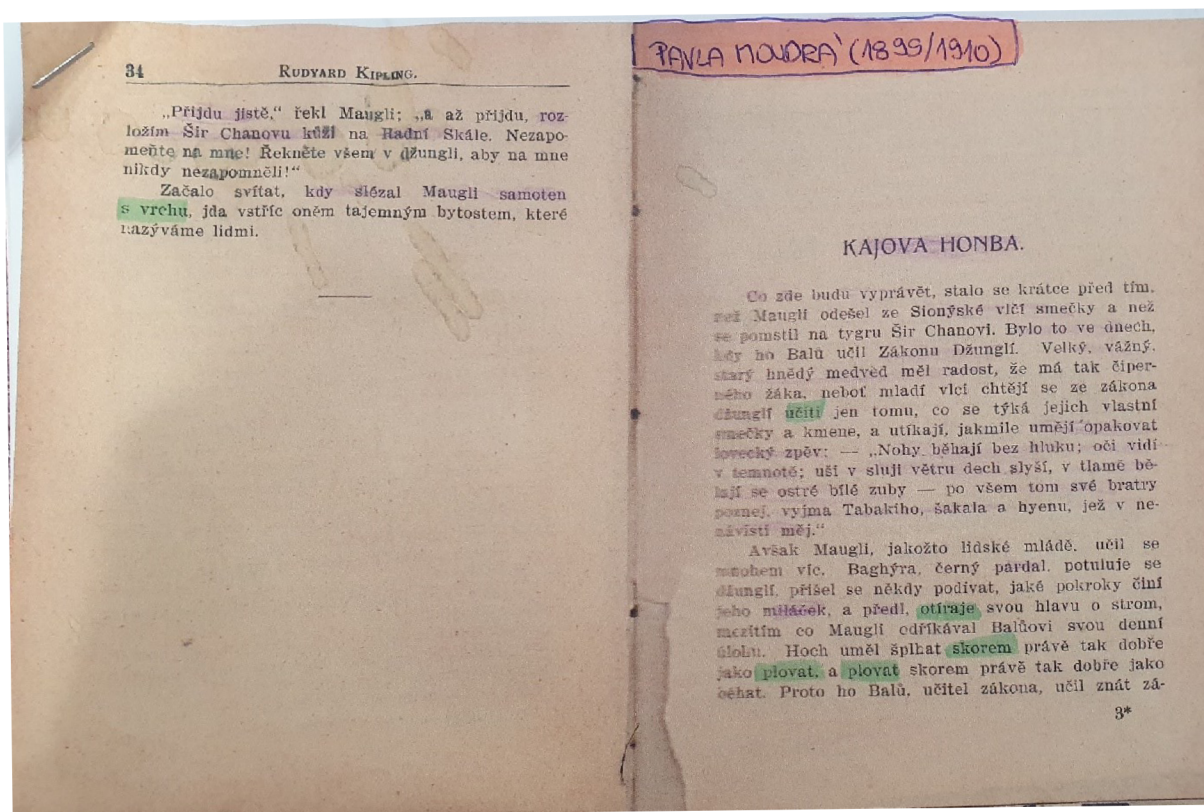 34
RUDYARD KIPLING.
„Přijdu jistě,“ řekl Maugli; „a až přijdu, roz-
ložím Šir Chanovu kůži na Radní Skále. Nezapo-
meňte na mne! Řekněte všem v džungli, aby na mne
nikdy nezapomněli!“
Začalo svítat, kdy slézal Maugli samoten
s vrchu, jda vstříc oněm tajemným bytostem, které
nazýváme lidmi.
PAVLA MOUDRÁ (1899/1910)
KAJOVA HONBA.
Co zde budu vyprávět, stalo se krátce před tím,
než Maugli odešel ze Sionýské vlčí smečky a než
se pomstil na tygru Šir Chanovi. Bylo to ve dnech,
kdy ho Balů učil Zákonu Džunglí. Velký, vážný,
starý hnědý medvěd měl radost, že má tak čiper-
ného žáka, neboť mladí vlci chtějí se ze zákona
džunglí učiti jen tomu, co se týká jejich vlastní
smečky a kmene, a utíkají, jakmile umějí opakovat
lovecký zpěv: — „Nohy běhají bez hluku; oči vidí
v temnotě; uši v sluji větru dech slyší, v tlamě bě-
lají se ostré bílé zuby — po všem tom své bratry
poznej, vyjma Tabakiho, šakala a hyenu, jež v ne-
návisti měj.“
Avšak Maugli, jakožto lidské mládě, učil se
mnohem víc. Baghýra, černý pardal, potuluje se
džunglí, přišel se někdy podívat, jaké pokroky činí
jeho miláček, a předl, otíraje svou hlavu o strom,
mezitím co Maugli odříkával Balůovi svou denní
úlohu. Hoch uměl šplhat skorem právě tak dobře
jako plovat, a plovat skorem právě tak dobře jako
běhat. Proto ho Balů, učitel zákona, učil znát zá-
3*